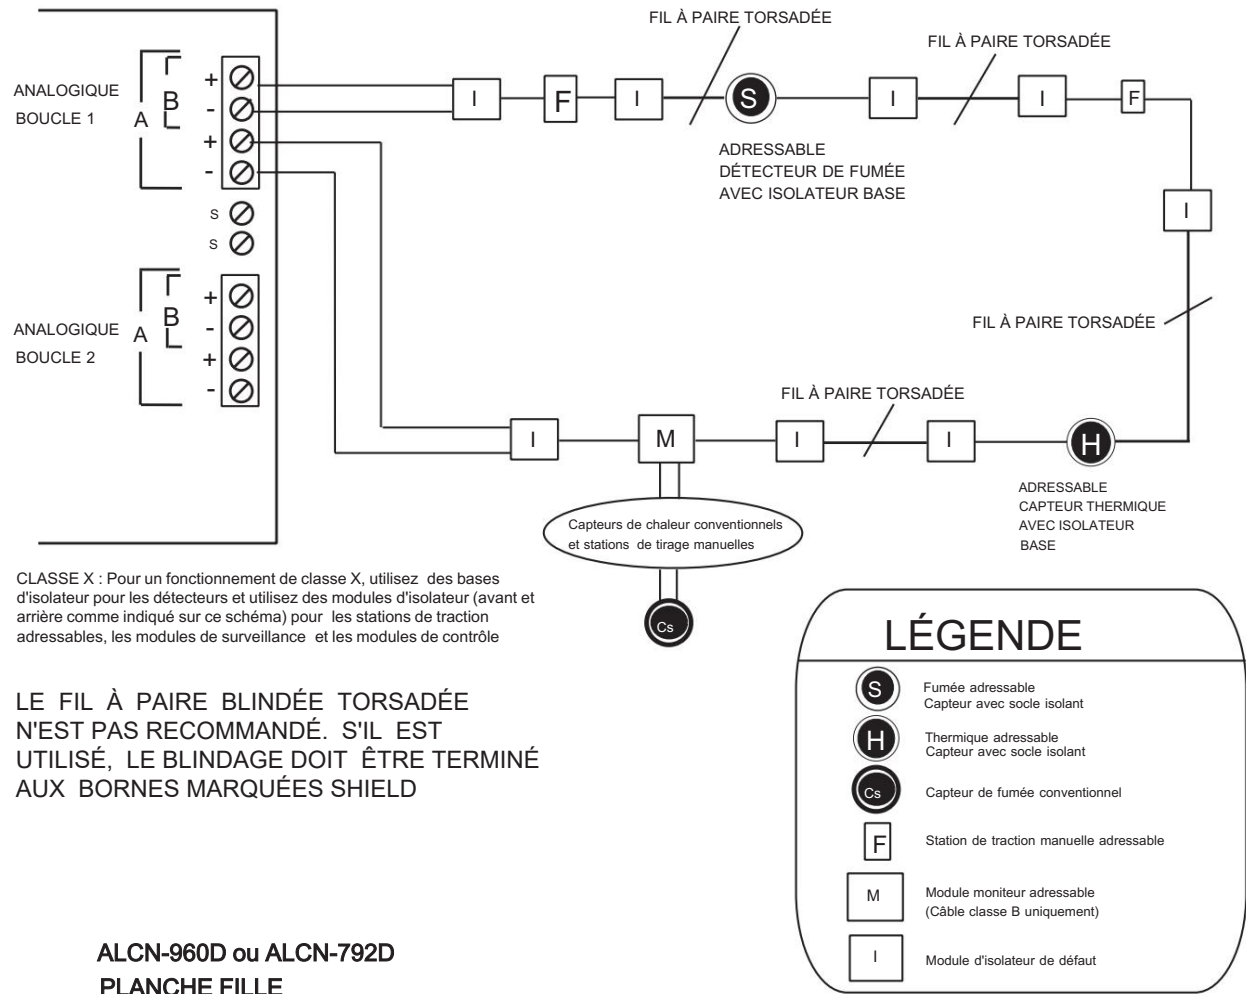 FIL À PAIRE TORSADÉE
FIL À PAIRE TORSADÉE
ANALOGIQUE
BOUCLE 1
A
B
+
-
+
-
S
S
I
F
I
S
I
I
F
ADRESSABLE
DÉTECTEUR DE FUMÉE
AVEC ISOLATEUR BASE
I
ANALOGIQUE
BOUCLE 2
A
B
+
-
+
-
FIL À PAIRE TORSADÉE
FIL À PAIRE TORSADÉE
I
M
I
I
H
ADRESSABLE
CAPTEUR THERMIQUE
AVEC ISOLATEUR
BASE
Capteurs de chaleur conventionnels
et stations de tirage manuelles
Cs
CLASSE X : Pour un fonctionnement de classe X, utilisez des bases
d'isolateur pour les détecteurs et utilisez des modules d'isolateur (avant et
arrière comme indiqué sur ce schéma) pour les stations de traction
adressables, les modules de surveillance et les modules de contrôle
LE FIL À PAIRE BLINDÉE TORSADÉE
N'EST PAS RECOMMANDÉ. S'IL EST
UTILISÉ, LE BLINDAGE DOIT ÊTRE TERMINÉ
AUX BORNES MARQUÉES SHIELD
LÉGENDE
S
Fumée adressable
Capteur avec socle isolant
H
Thermique adressable
Capteur avec socle isolant
Cs
Capteur de fumée conventionnel
F
Station de traction manuelle adressable
M
Module moniteur adressable
(Câble classe B uniquement)
I
Module d'isolateur de défaut
ALCN-960D ou ALCN-792D
PLANCHE FILLE